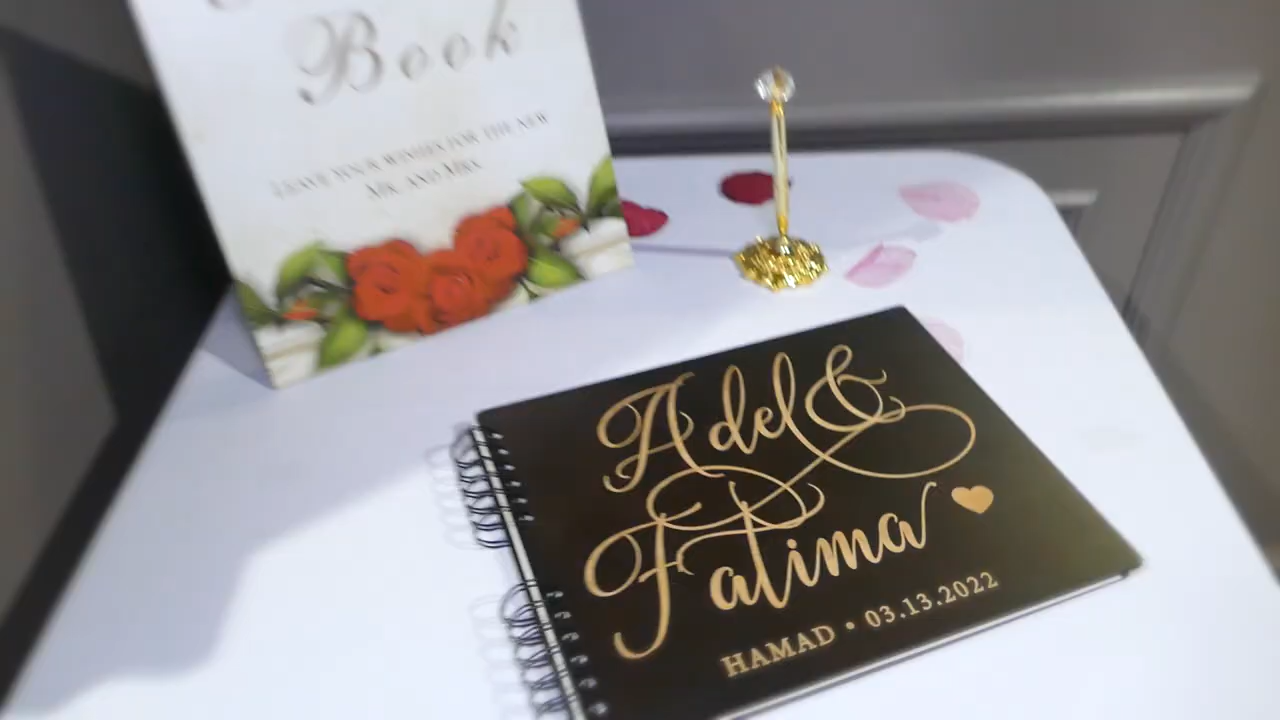 Book
LEAVE YOUR WISHES FOR THE NEW
MR. AND MRS.
Adel &
Fatima
HAMAD • 03.13.2022